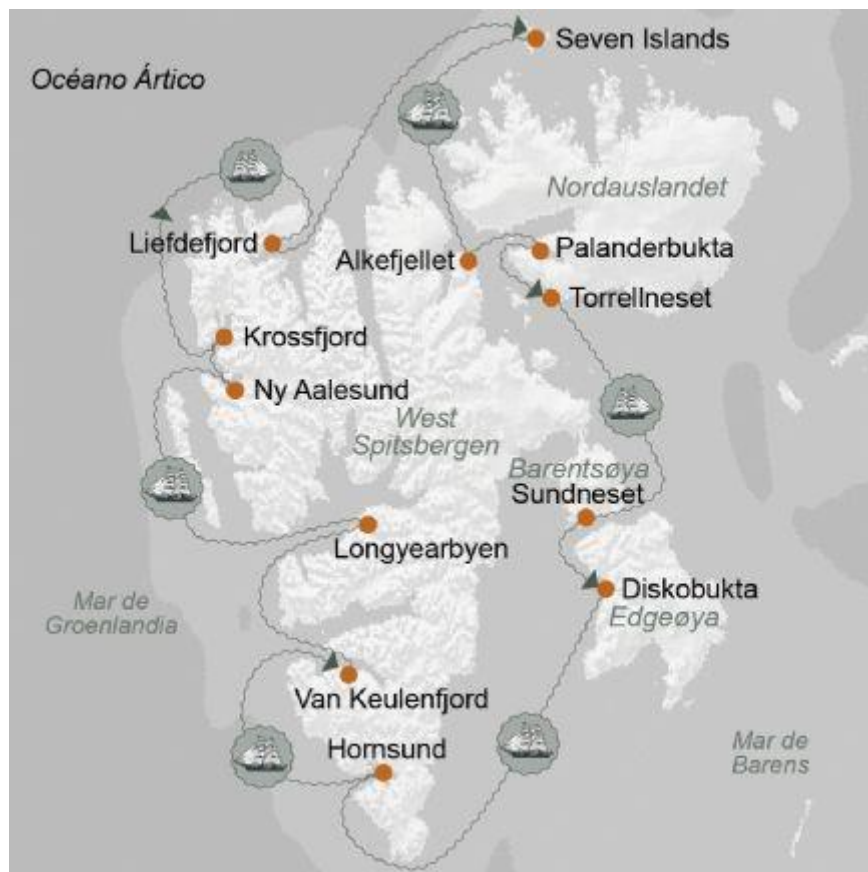 Seven Islands
Océano Ártico
Nordauslandet
Liefdefjord
Alkefjellet
Palanderbukta
Torrellneset
Krossfjord
Ny Aalesund
West
Spitsbergen
Barentsøya
Sundneset
Longyearbyen
Diskobukta
Edgeøya
Mar de
Groenlandia
Van Keulenfjord
Hornsund
Mar de
Barens